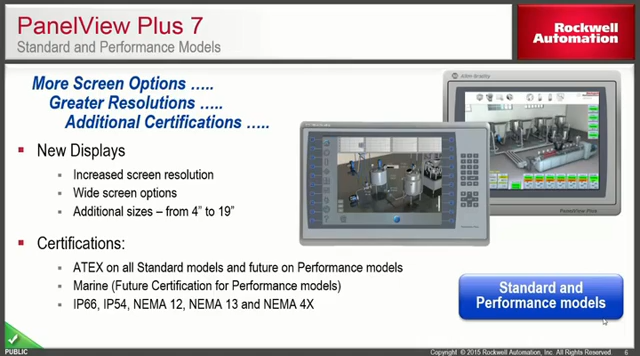 PanelView Plus 7
Standard and Performance Models
Rockwell
Automation
More Screen Options …..
Greater Resolutions …..
Additional Certifications …..
New Displays
Increased screen resolution
Wide screen options
Additional sizes – from 4” to 19”
Certifications:
ATEX on all Standard models and future on Performance models
Marine (Future Certification for Performance models)
IP66, IP54, NEMA 12, NEMA 13 and NEMA 4X
Allen-Bradley
PanelView Plus
Standard and
Performance models
PUBLIC
Copyright © 2015 Rockwell Automation, Inc. All Rights Reserved.
6